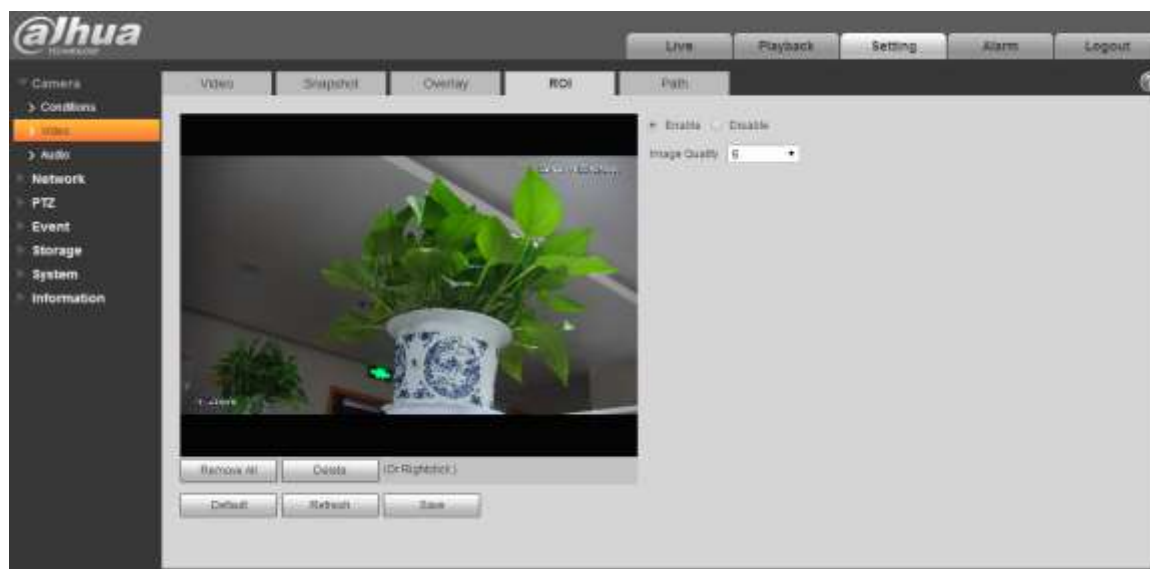 alhua
TECHNOLOGY
Live
Playback
Setting
Alarm
Logout
Camera
Conditions
Video
Audio
Network
PTZ
Event
Storage
System
Information
Video
Snapshot
Overlay
ROI
Path
Enable
Disable
Image Quality
6
Remove All
Delete
(Or Rightclick)
Default
Refresh
Save